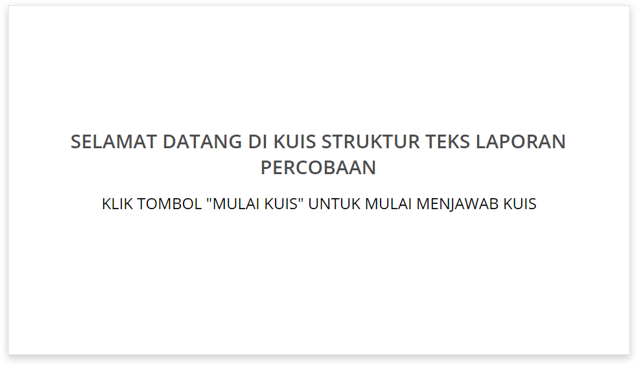 SELAMAT DATANG DI KUIS STRUKTUR TEKS LAPORAN
PERCOBAAN
KLIK TOMBOL "MULAI KUIS" UNTUK MULAI MENJAWAB KUIS